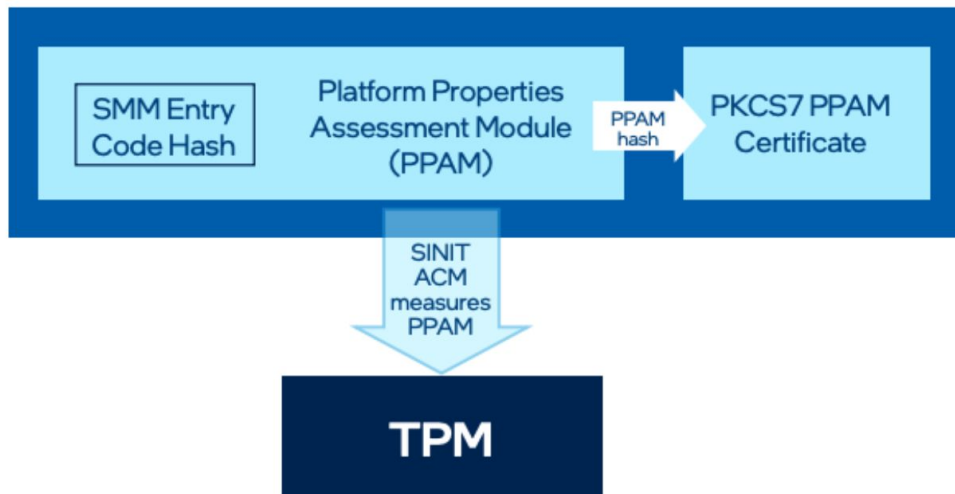 SMM Entry
Code Hash
Platform Properties
Assessment Module
(PPAM)
PPAM
hash
PKCS7 PPAM
Certificate
SINIT
ACM
measures
PPAM
TPM